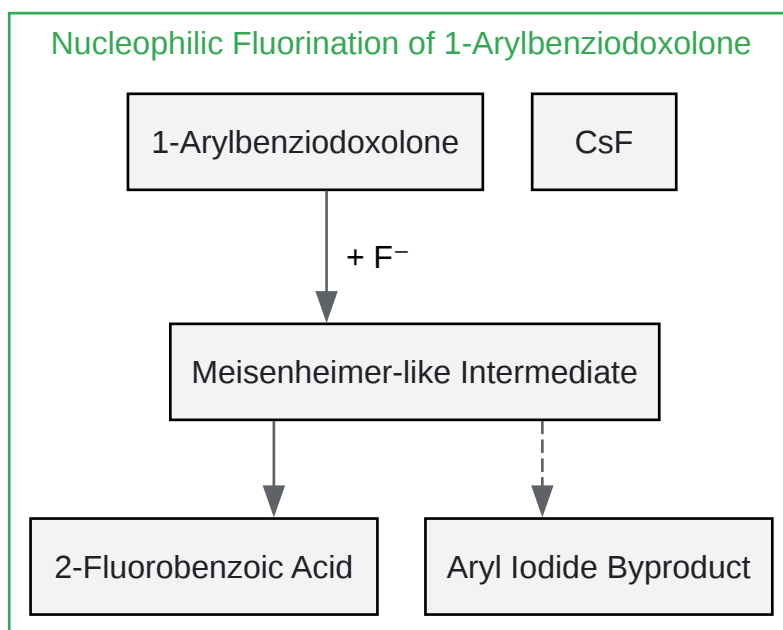 Nucleophilic Fluorination of 1-Arylbenziodoxolone
1-Arylbenziodoxolone
CsF
+ F⁻
Meisenheimer-like Intermediate
2-Fluorobenzoic Acid
Aryl Iodide Byproduct